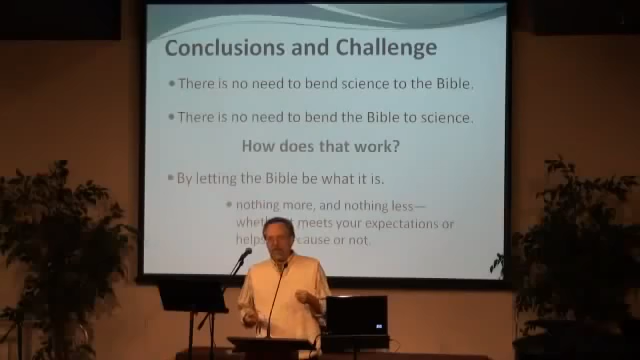 Conclusions and Challenge
• There is no need to bend science to the Bible.
• There is no need to bend the Bible to science.
How does that work?
• By letting the Bible be what it is.
• nothing more, and nothing less—
it meets your expectations or
cause or not.